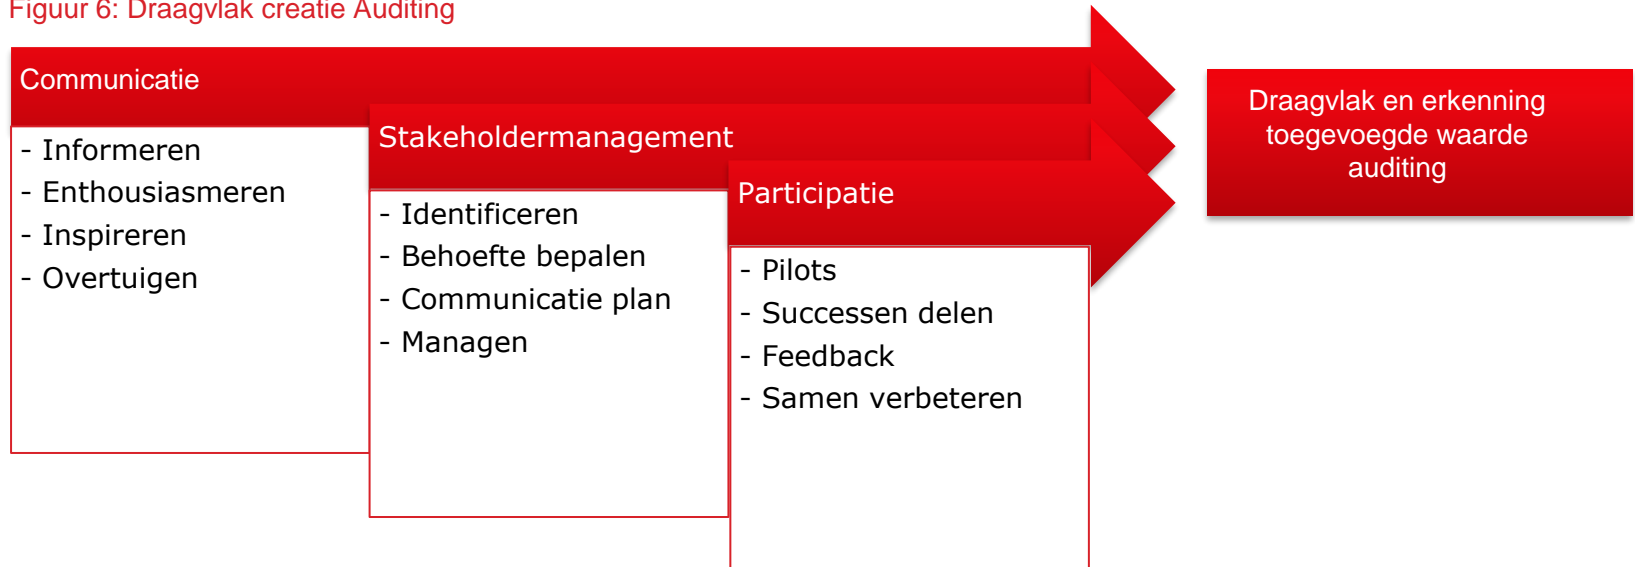 Figuur 6: Draagvlak creatie Auditing
Communicatie
- Informeren
- Enthousiasmeren
- Inspireren
- Overtuigen
Stakeholdermanagement
- Identificeren
- Behoefte bepalen
- Communicatie plan
- Managen
Participatie
- Pilots
- Successen delen
- Feedback
- Samen verbeteren
Draagvlak en erkenning
toegevoegde waarde
auditing